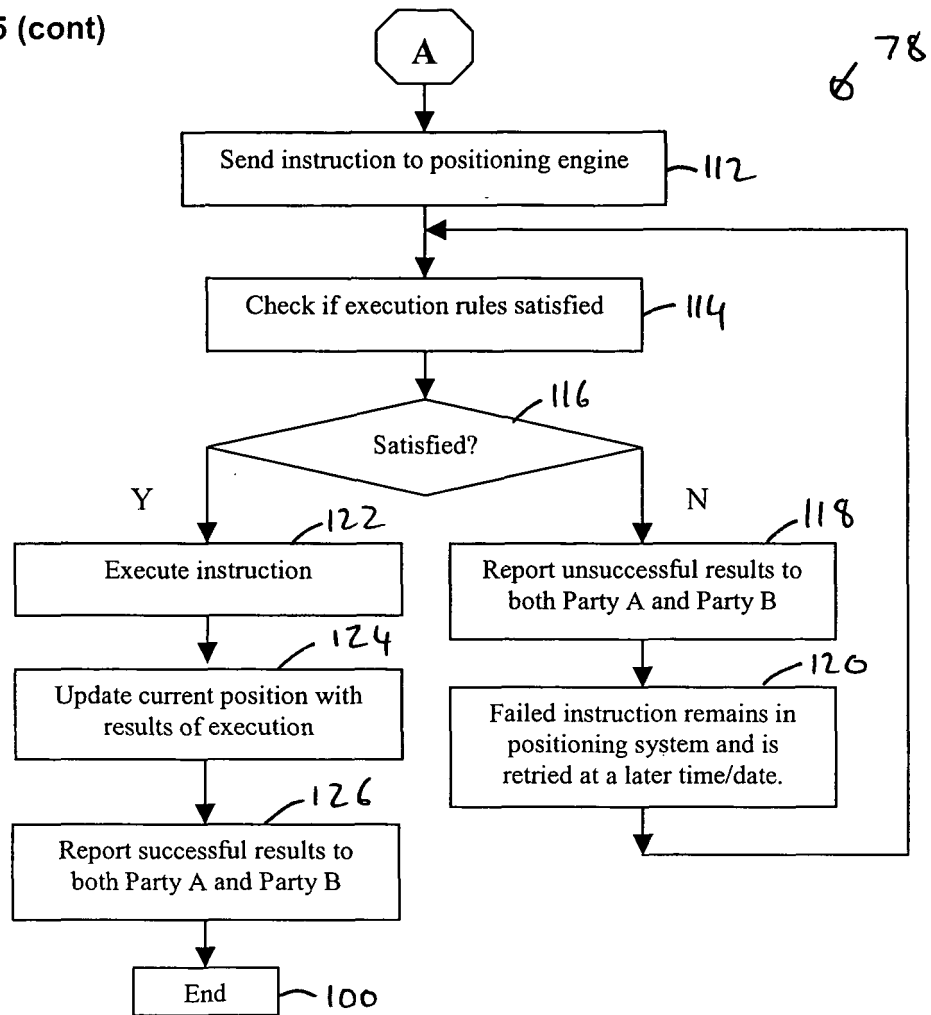 5 (cont)
A
78
Send instruction to positioning engine
112
Check if execution rules satisfied
114
116
Satisfied?
Y
N
122
Execute instruction
118
Report unsuccessful results to
both Party A and Party B
124
Update current position with
results of execution
120
Failed instruction remains in
positioning system and is
retried at a later time/date.
126
Report successful results to
both Party A and Party B
End
100